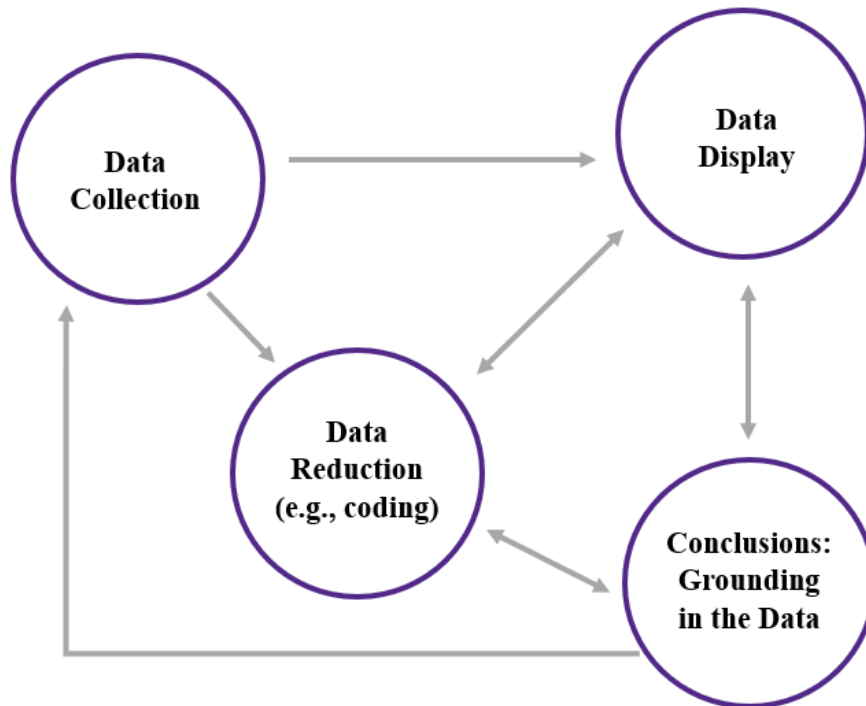 Data
Collection
Data
Display
Data
Reduction
(e.g., coding)
Conclusions:
Grounding
in the Data